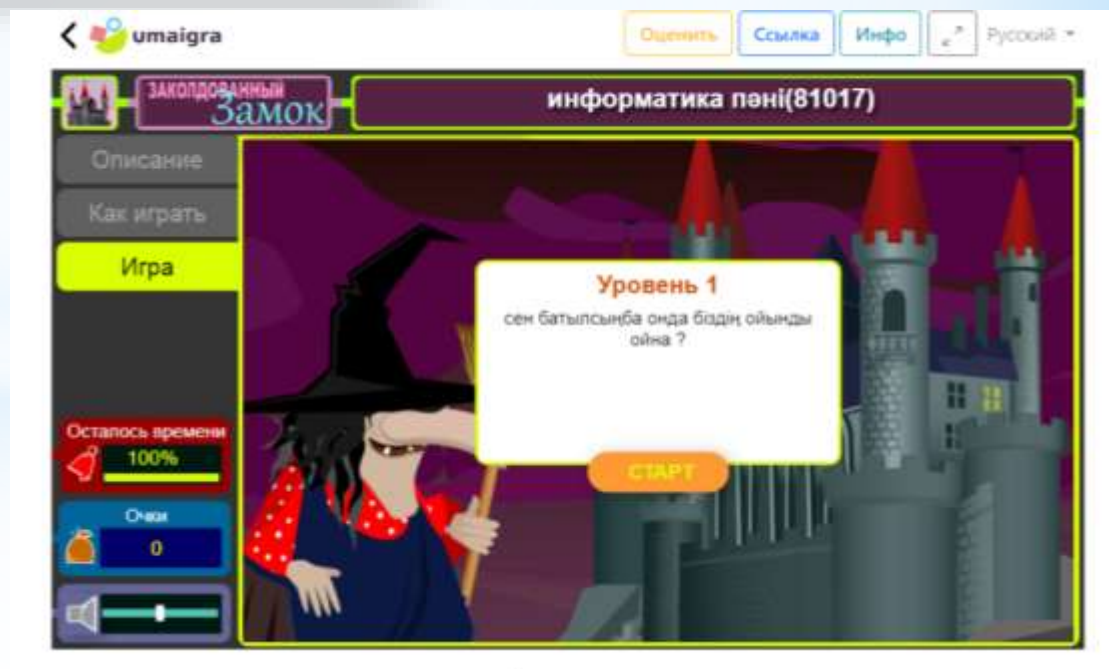 umaigra
Оценить
Ссылка
Инфо
Русский
ЗАКОЛДОВАННЫЙ
Замок
информатика пәні(81017)
Описание
Как играть
Игра
Уровень 1
сен батылсыңба онда біздің ойынды
ойна ?
СТАРТ
Осталось времени
100%
Очки
0